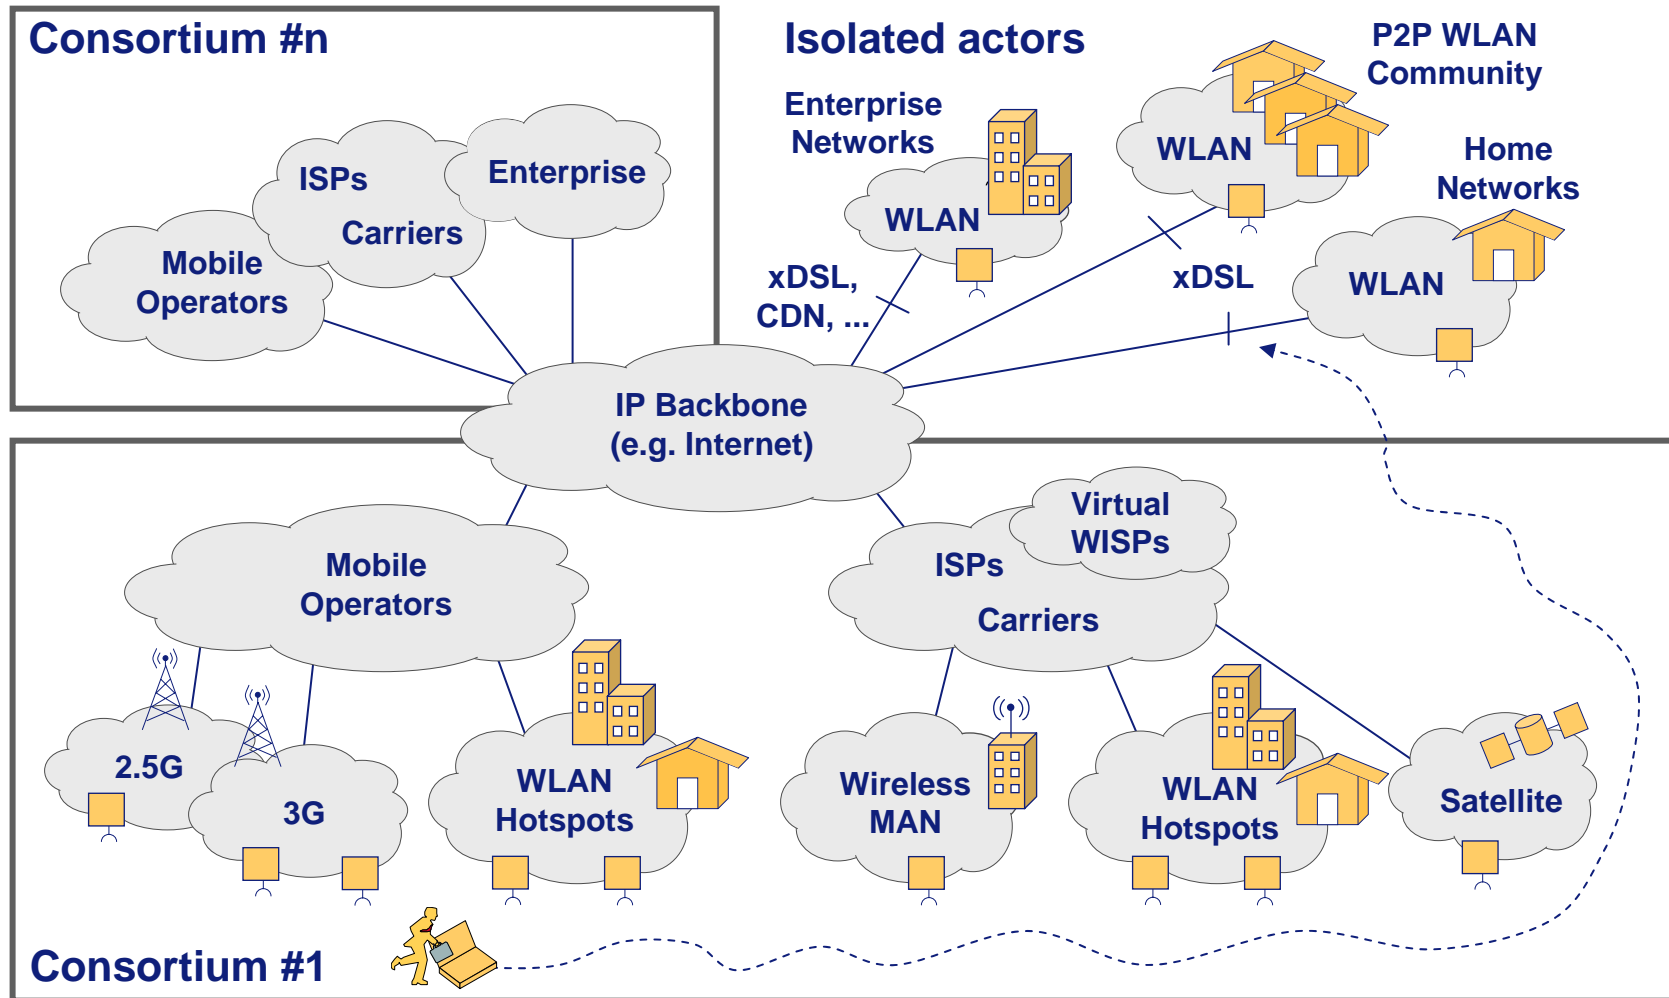 Consortium #n
ISPs
Carriers
Enterprise
Mobile
Operators
Isolated actors
Enterprise
Networks
WLAN
xDSL,
CDN, ...
P2P WLAN
Community
WLAN
xDSL
Home
Networks
WLAN
IP Backbone
(e.g. Internet)
Mobile
Operators
Virtual
WISPs
ISPs
Carriers
2.5G
3G
WLAN
Hotspots
Wireless
MAN
WLAN
Hotspots
Satellite
Consortium #1